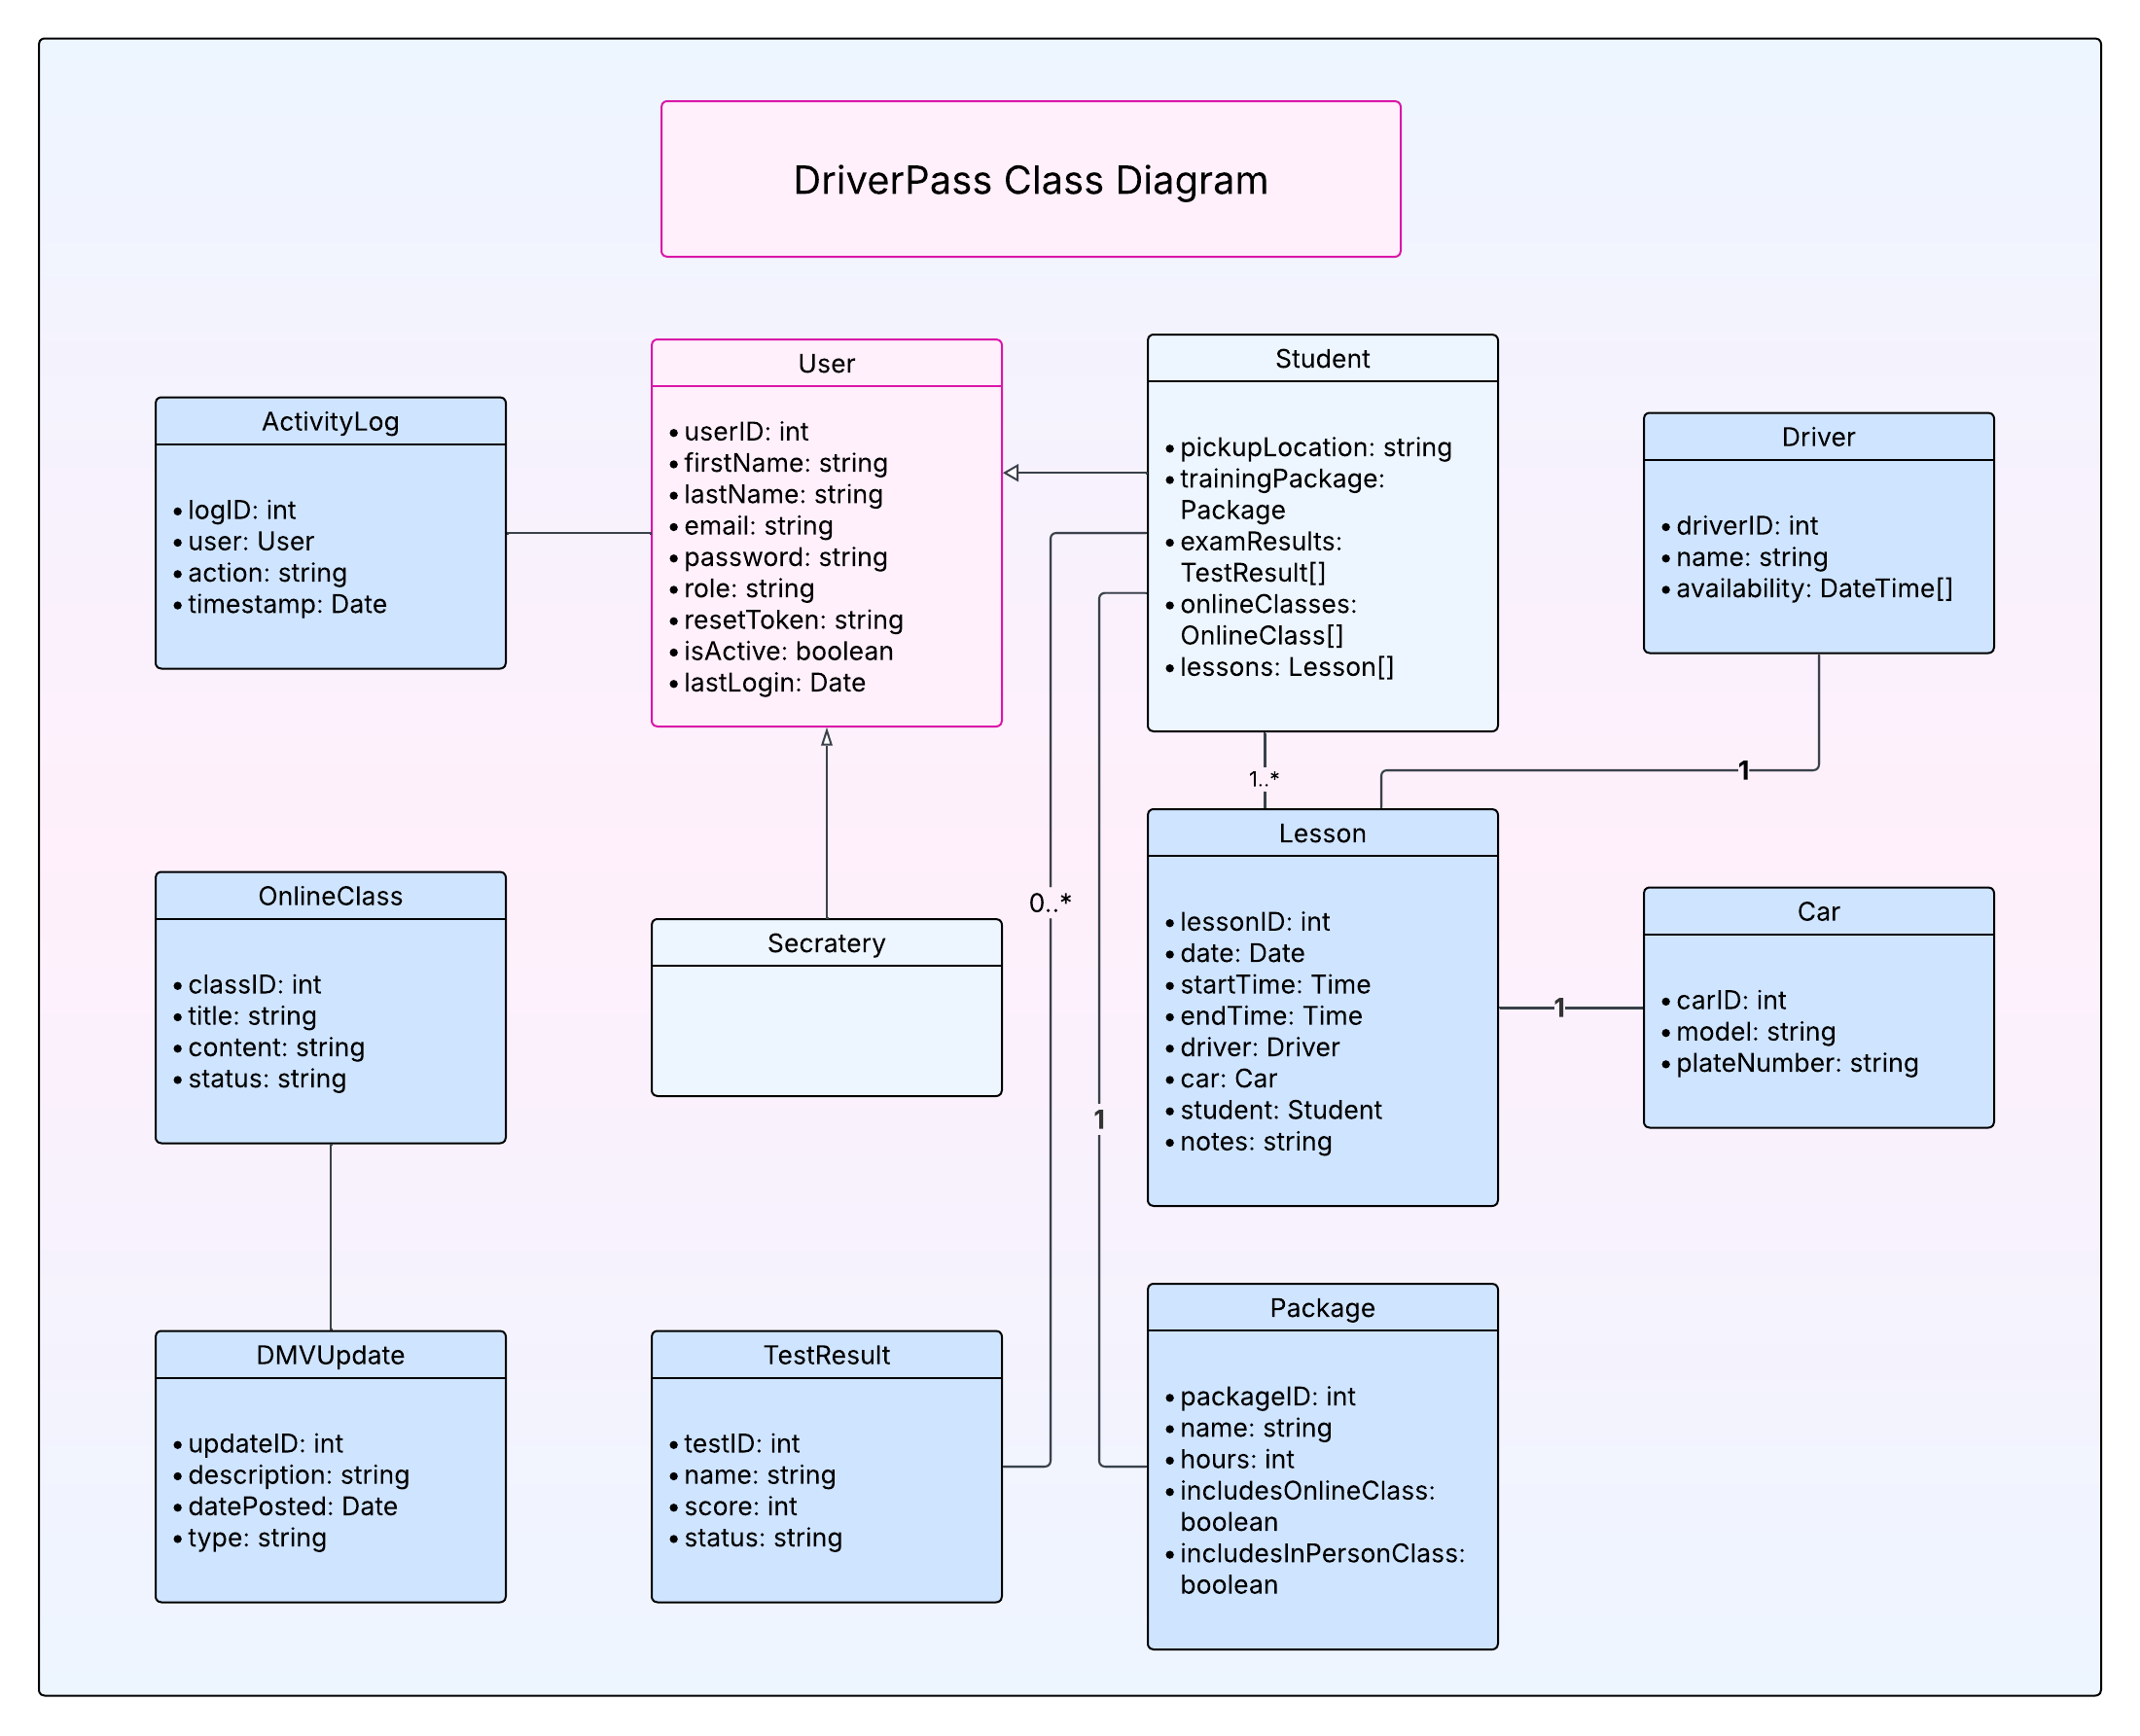 DriverPass Class Diagram
User
• userID: int
• firstName: string
• lastName: string
• email: string
• password: string
• role: string
• resetToken: string
• isActive: boolean
• lastLogin: Date
Student
• pickupLocation: string
• trainingPackage:
Package
• examResults:
TestResult[]
• onlineClasses:
OnlineClass[]
• lessons: Lesson[]
ActivityLog
• logID: int
• user: User
• action: string
• timestamp: Date
Driver
• driverID: int
• name: string
• availability: DateTime[]
1..*
1
OnlineClass
• classID: int
• title: string
• content: string
• status: string
Secratery
0..*
Lesson
• lessonID: int
• date: Date
• startTime: Time
• endTime: Time
• driver: Driver
• car: Car
• student: Student
• notes: string
1
Car
• carID: int
• model: string
• plateNumber: string
1
DMVUpdate
• updateID: int
• description: string
• datePosted: Date
• type: string
TestResult
• testID: int
• name: string
• score: int
• status: string
Package
• packageID: int
• name: string
• hours: int
• includesOnlineClass:
boolean
• includesInPersonClass:
boolean